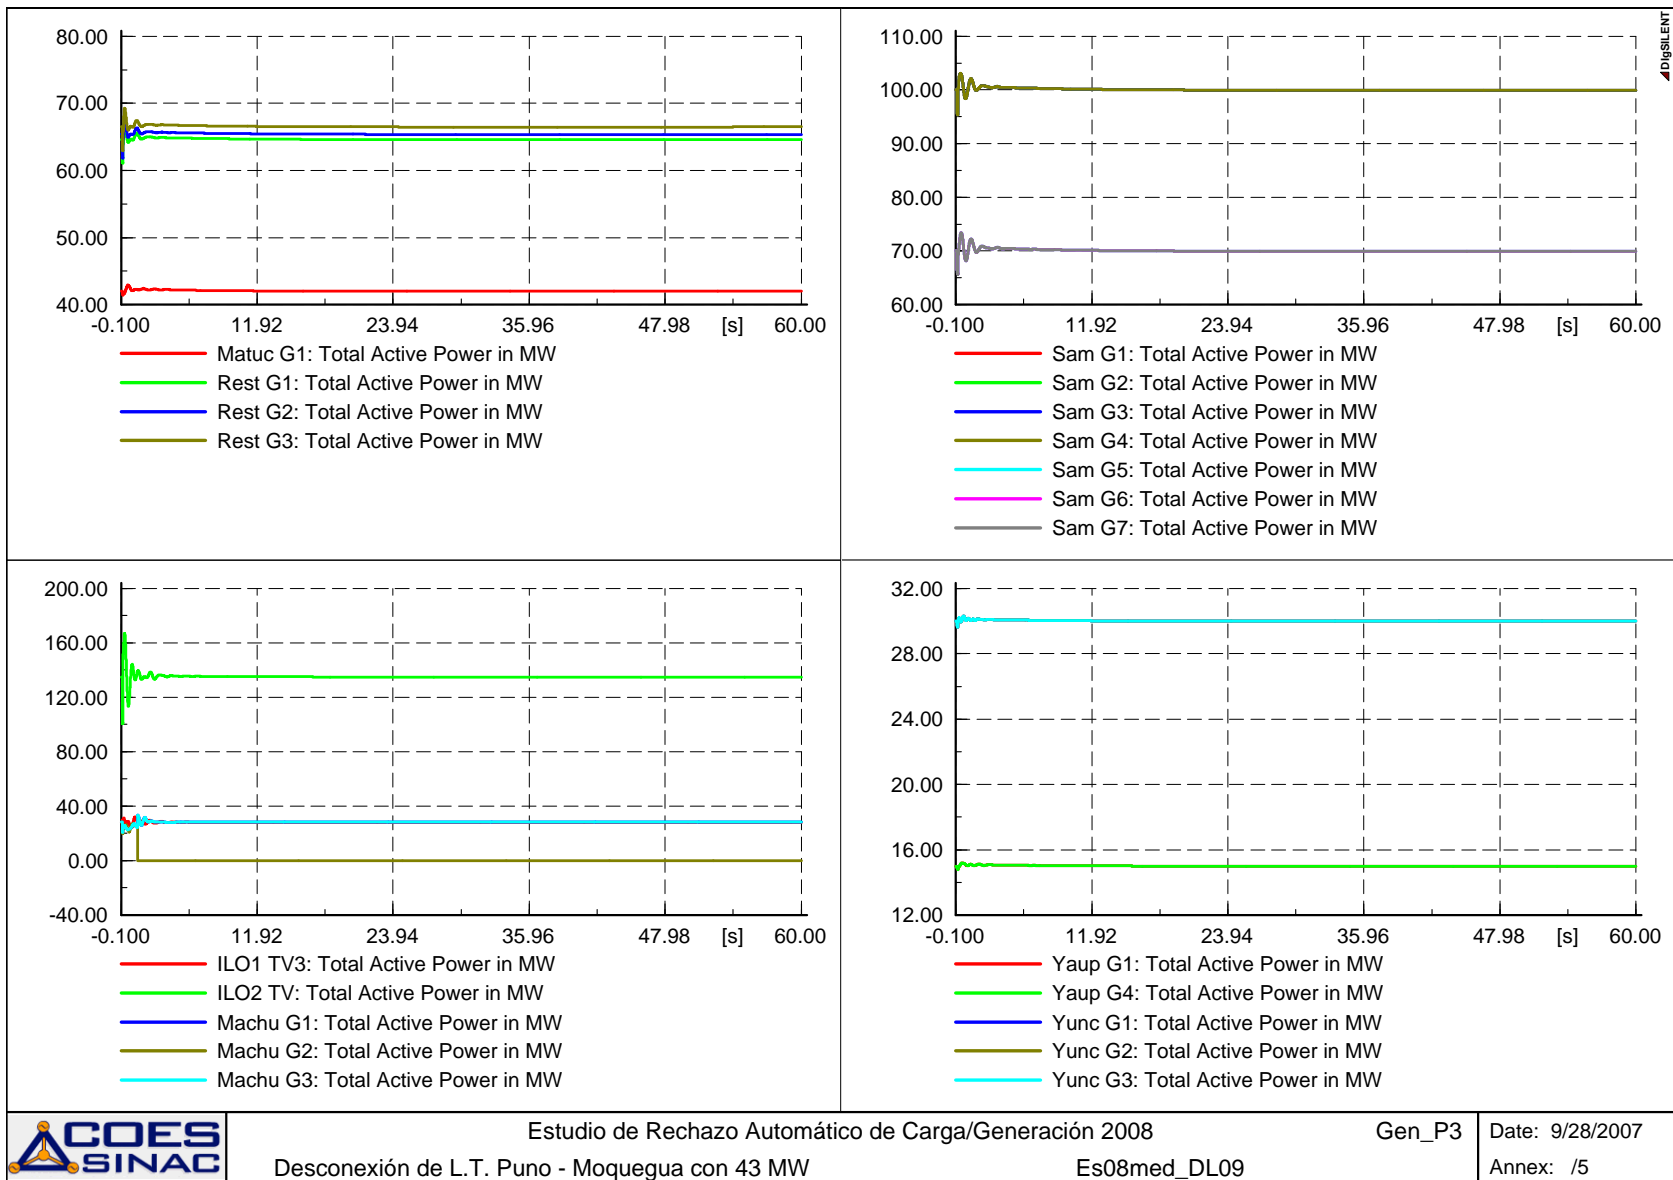 80.00
70.00
60.00
50.00
40.00
-0.100 11.92 23.94 35.96 47.98 [s] 60.00
Matuc G1: Total Active Power in MW
Rest G1: Total Active Power in MW
Rest G2: Total Active Power in MW
Rest G3: Total Active Power in MW
110.00
100.00
90.00
80.00
70.00
60.00
-0.100 11.92 23.94 35.96 47.98 [s] 60.00
Sam G1: Total Active Power in MW
Sam G2: Total Active Power in MW
Sam G3: Total Active Power in MW
Sam G4: Total Active Power in MW
Sam G5: Total Active Power in MW
Sam G6: Total Active Power in MW
Sam G7: Total Active Power in MW
DIgSILENT
200.00
160.00
120.00
80.00
40.00
0.00
-40.00
-0.100 11.92 23.94 35.96 47.98 [s] 60.00
ILO1 TV3: Total Active Power in MW
ILO2 TV: Total Active Power in MW
Machu G1: Total Active Power in MW
Machu G2: Total Active Power in MW
Machu G3: Total Active Power in MW
32.00
28.00
24.00
20.00
16.00
12.00
-0.100 11.92 23.94 35.96 47.98 [s] 60.00
Yaup G1: Total Active Power in MW
Yaup G4: Total Active Power in MW
Yunc G1: Total Active Power in MW
Yunc G2: Total Active Power in MW
Yunc G3: Total Active Power in MW
COES
SINAC
Estudio de Rechazo Automático de Carga/Generación 2008 Gen_P3
Desconexión de L.T. Puno - Moquegua con 43 MW Es08med_DL09
Date: 9/28/2007
Annex: /5